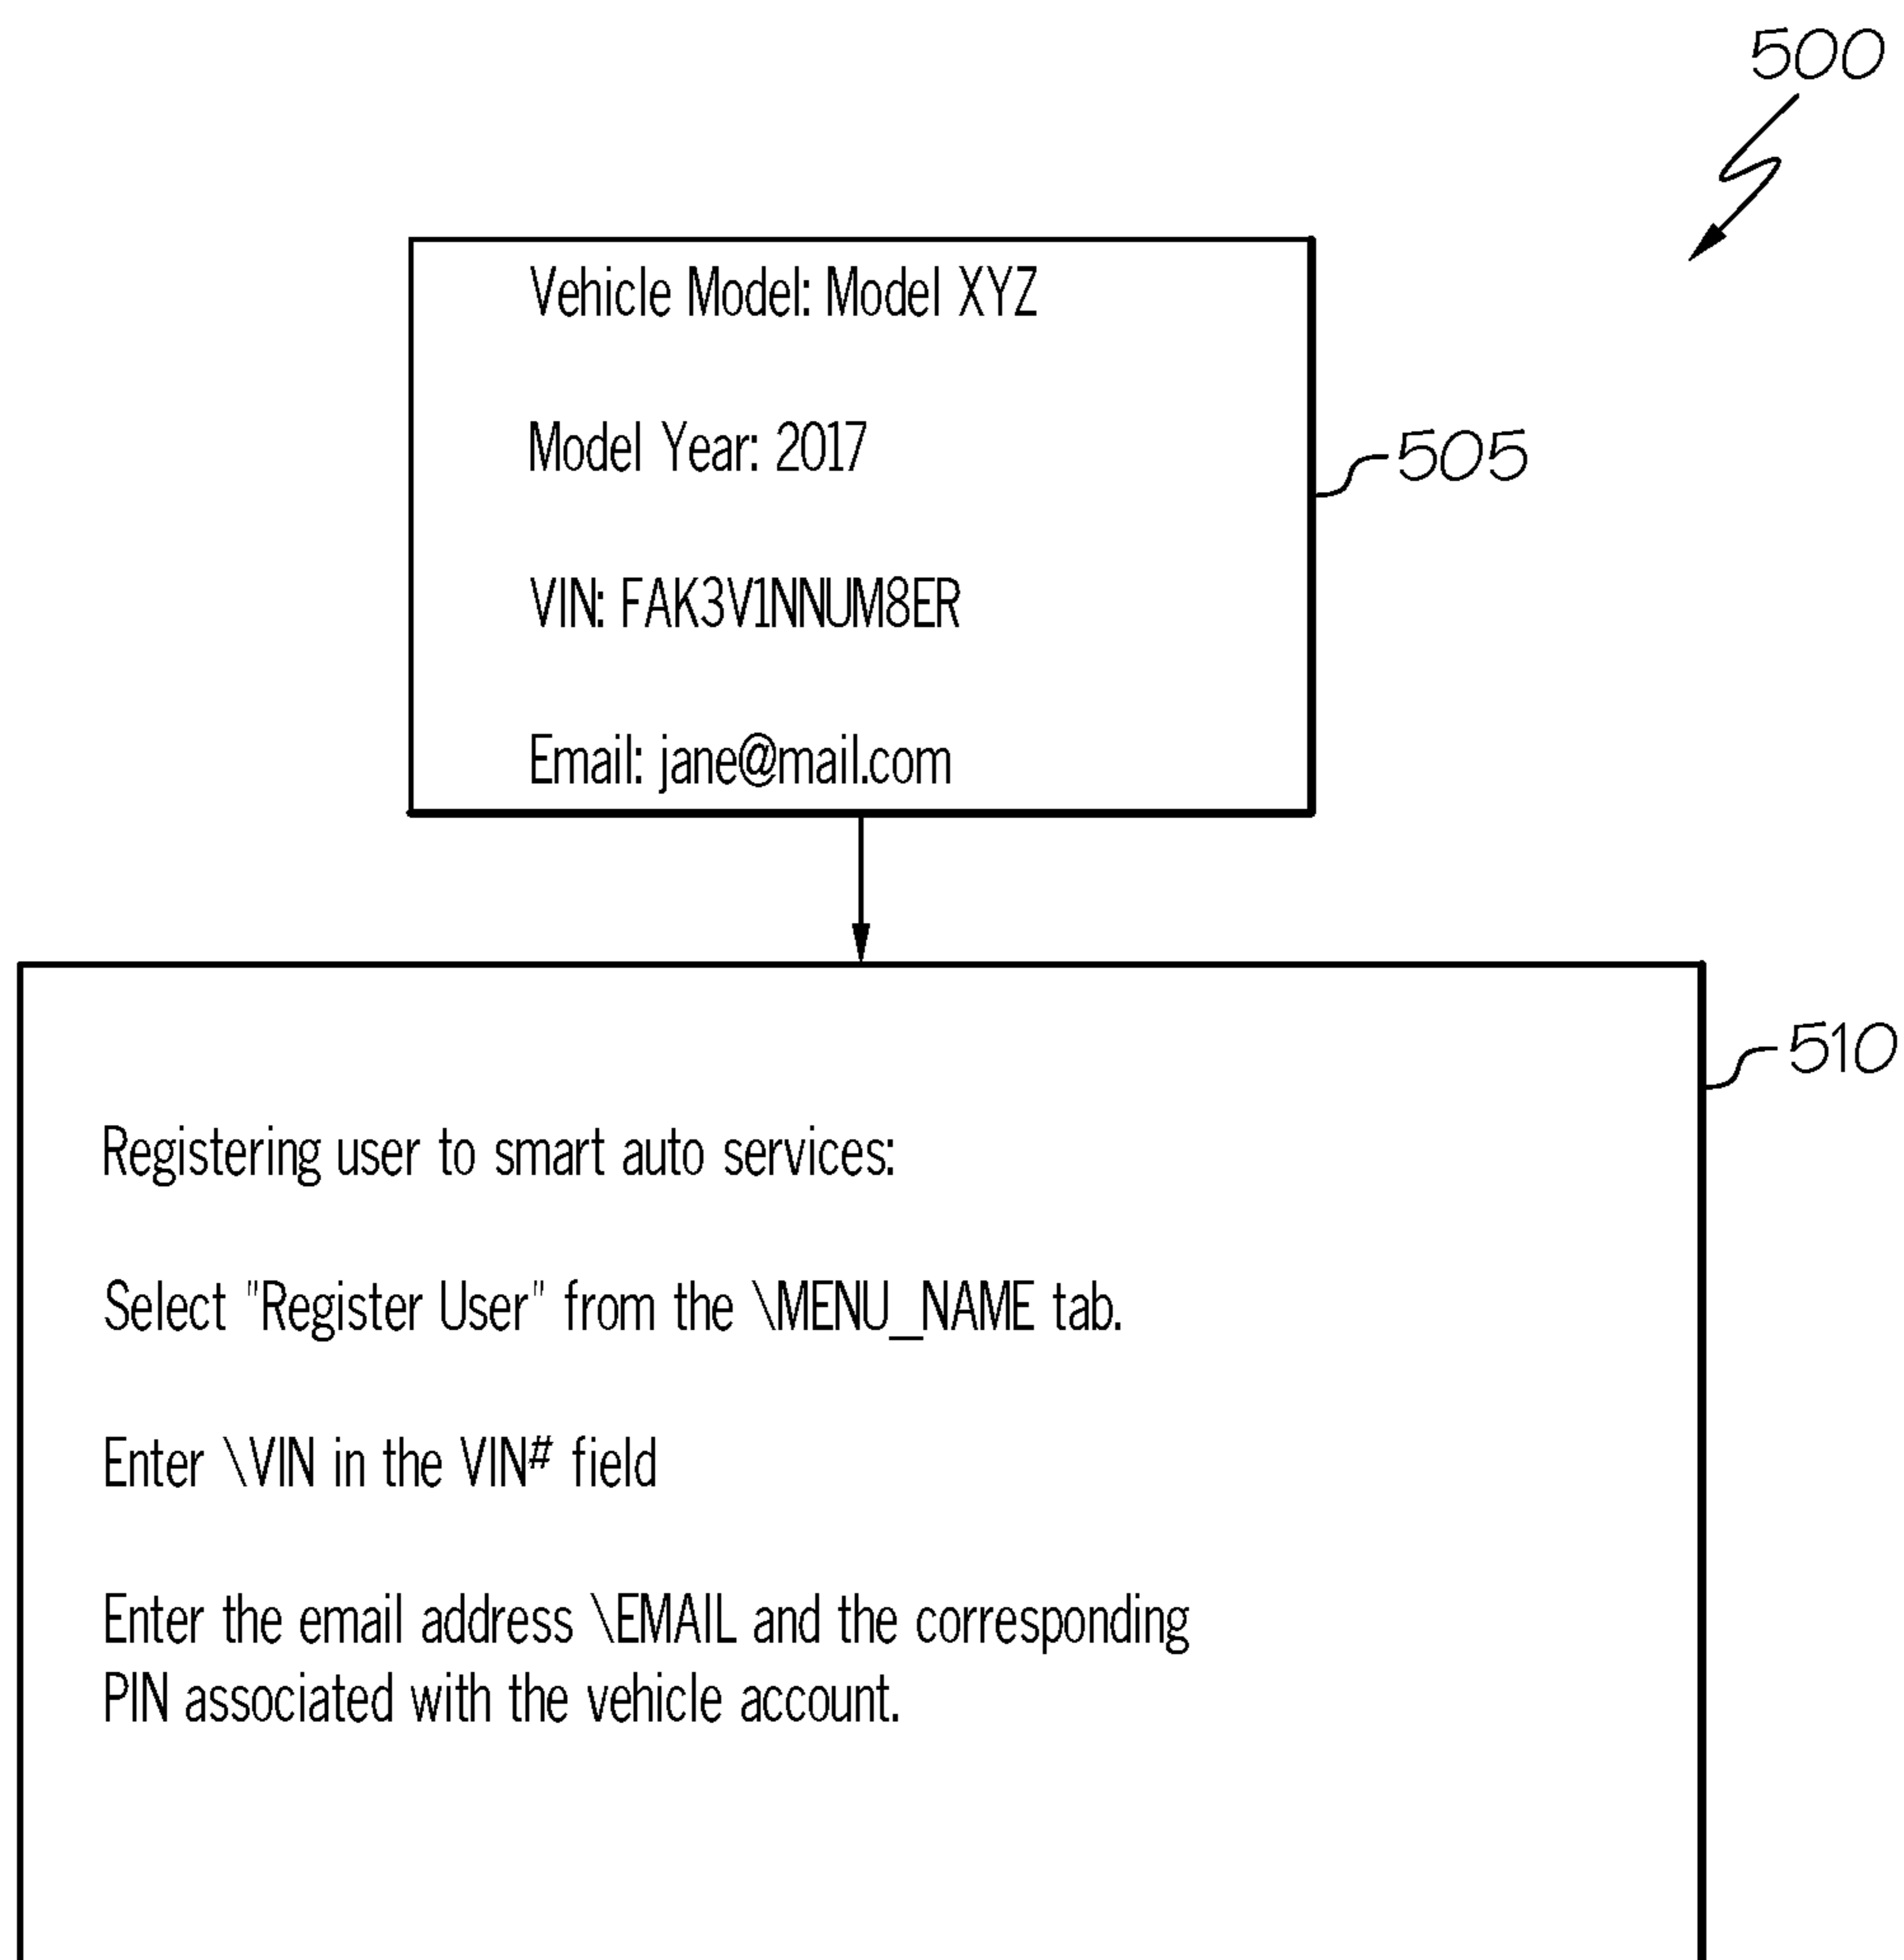 500
Vehicle Model: Model XYZ
Model Year: 2017
505
VIN: FAK3V1NNUM8ER
Email: jane@mail.com
510
Registering user to smart auto services:
Select "Register User" from the \MENU_NAME tab.
Enter \VIN in the VIN# field
Enter the email address \EMAIL and the corresponding
PIN associated with the vehicle account.